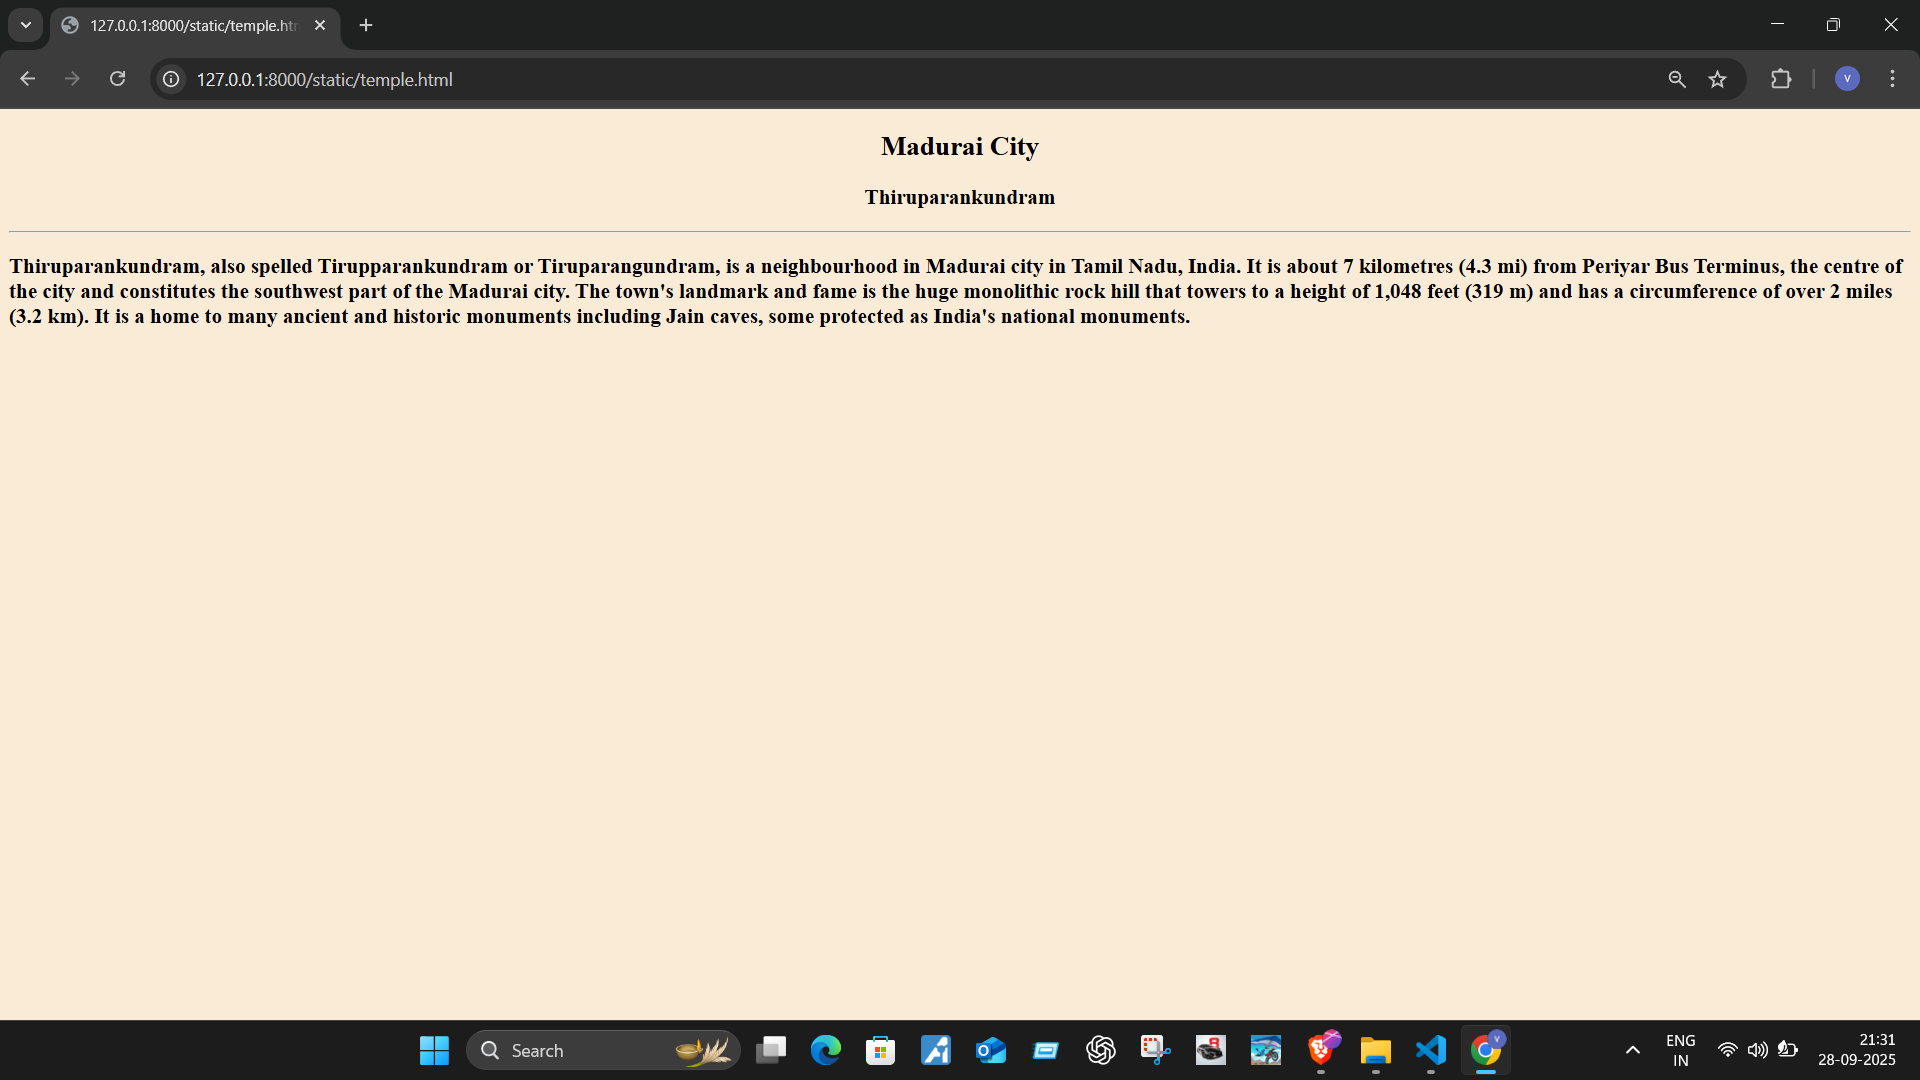 127.0.0.1:8000/static/temple.htm
127.0.0.1:8000/static/temple.html
V
Madurai City
Thiruparankundram
Thiruparankundram, also spelled Tirupparankundram or Tiruparangundram, is a neighbourhood in Madurai city in Tamil Nadu, India. It is about 7 kilometres (4.3 mi) from Periyar Bus Terminus, the centre of
the city and constitutes the southwest part of the Madurai city. The town's landmark and fame is the huge monolithic rock hill that towers to a height of 1,048 feet (319 m) and has a circumference of over 2 miles
(3.2 km). It is a home to many ancient and historic monuments including Jain caves, some protected as India's national monuments.
Search
ENG
IN
21:31
28-09-2025